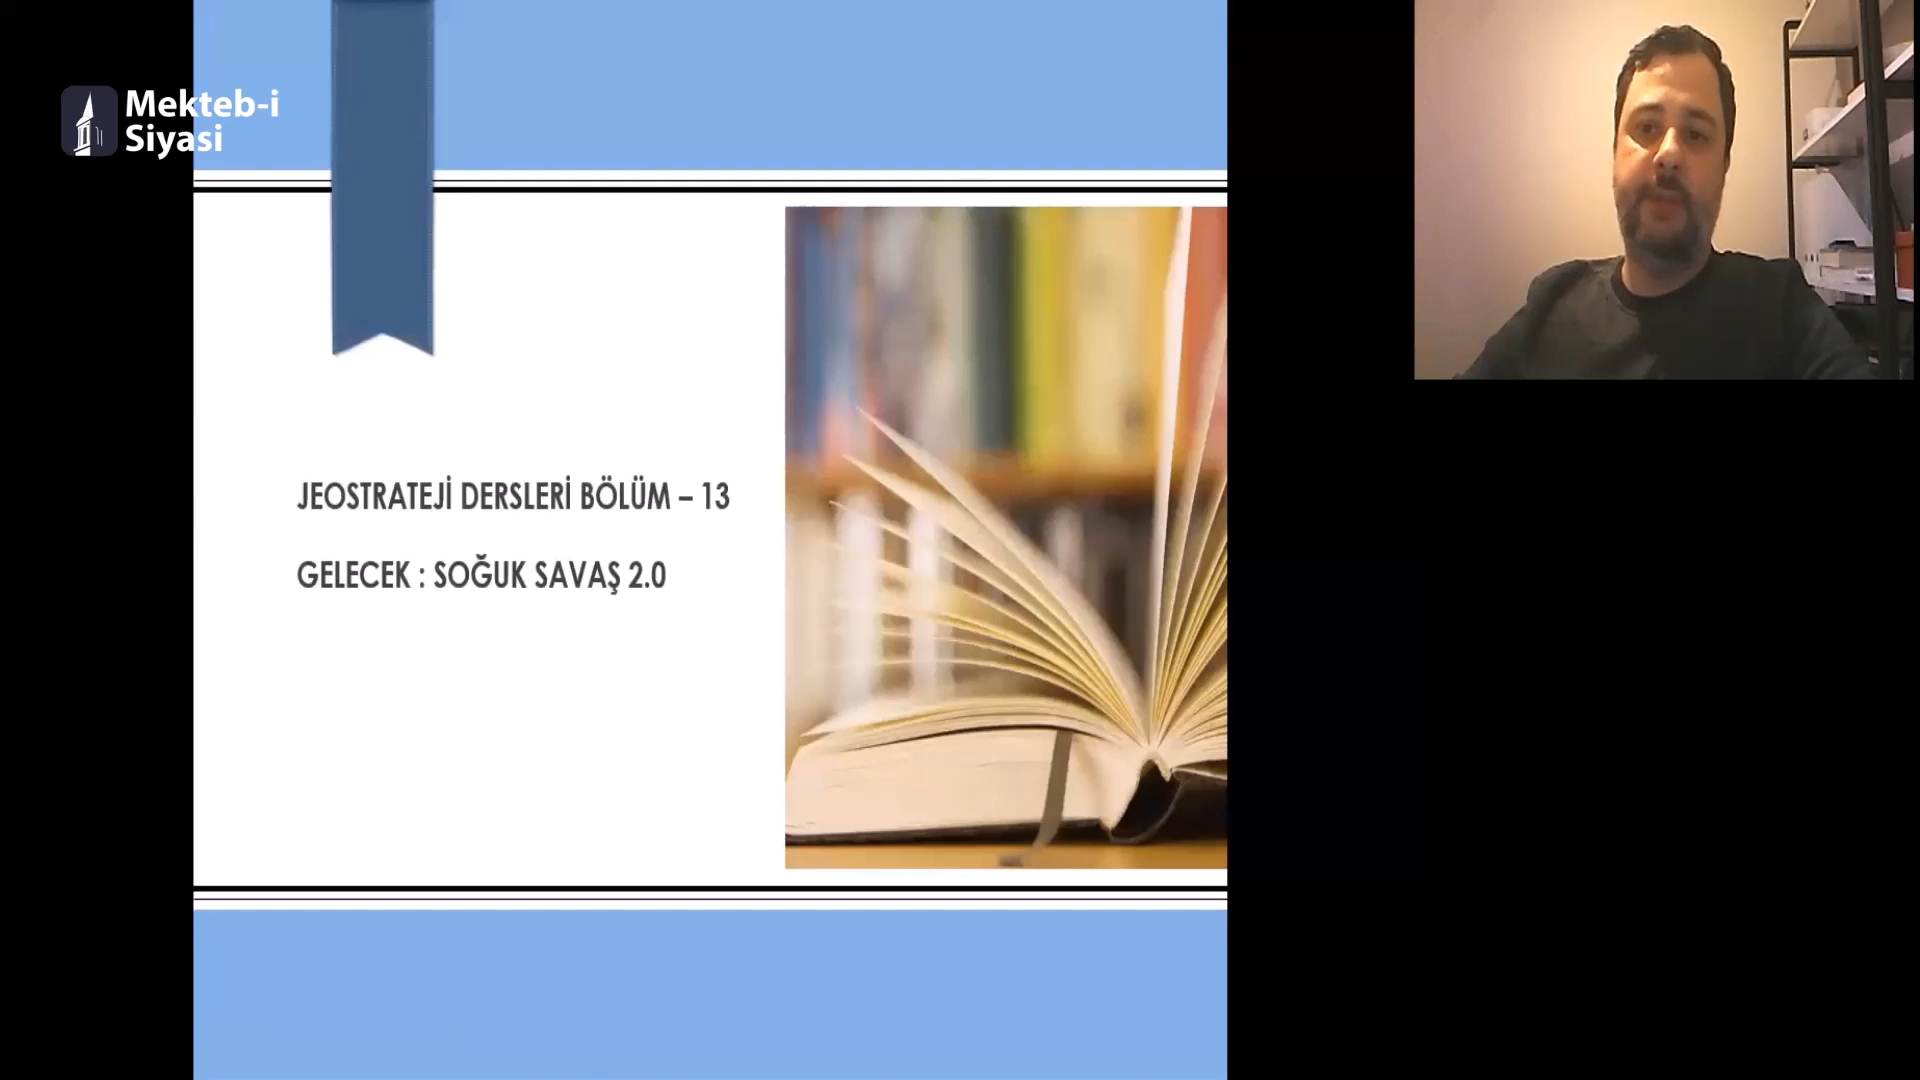 Mekteb-i
Siyasi
JEOSTRATEJİ DERSLERİ BÖLÜM – 13
GELECEK : SOĞUK SAVAŞ 2.0